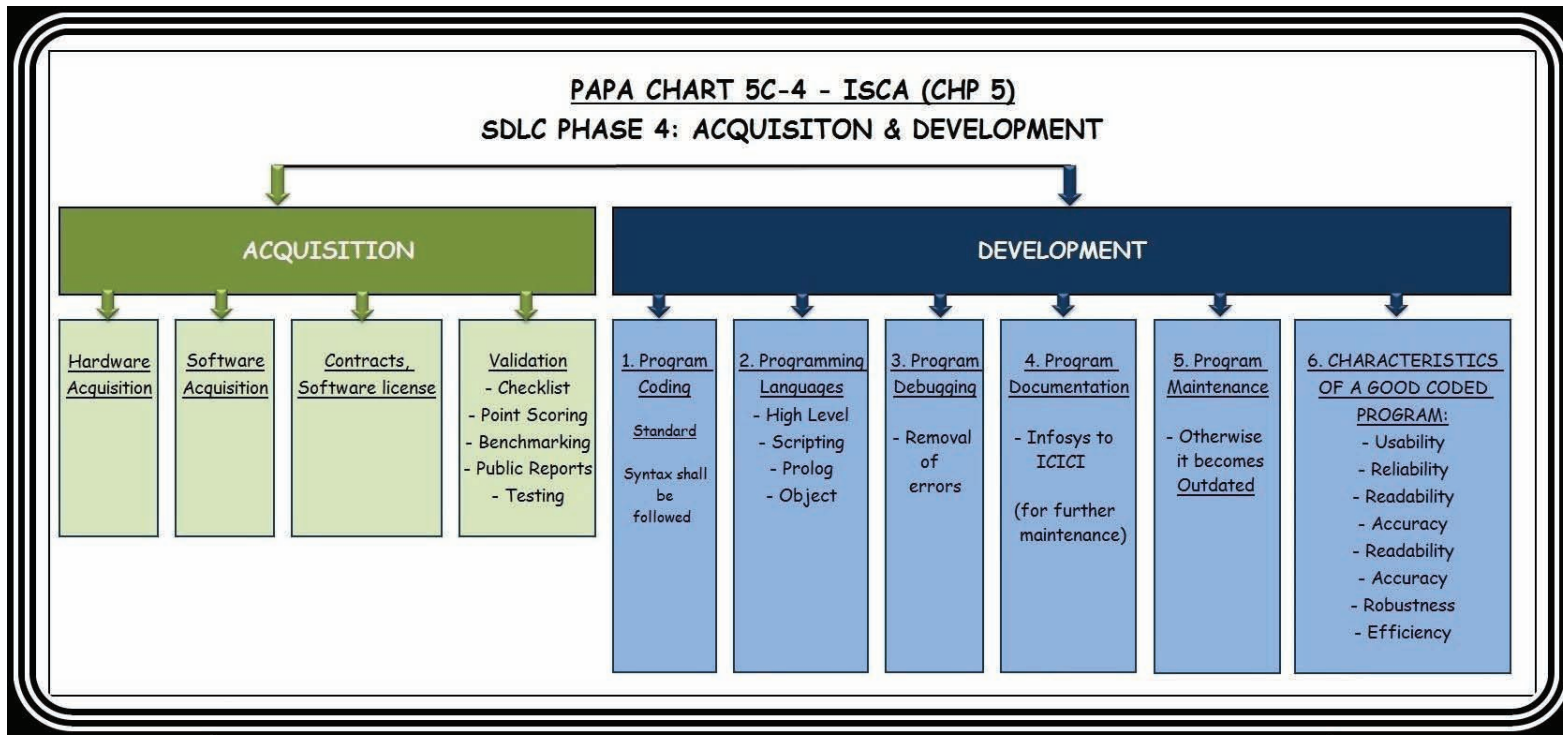 PAPA CHART 5C-4 - ISCA (CHP 5)
SDLC PHASE 4: ACQUISITON & DEVELOPMENT
ACQUISITION
DEVELOPMENT
Hardware
Acquisition
Software
Acquisition
Contracts,
Software license
Validation
- Checklist
- Point Scoring
- Benchmarking
- Public Reports
- Testing
1. Program
Coding
Standard
Syntax shall
be
followed
2. Programming
Languages
- High Level
- Scripting
- Prolog
- Object
3. Program
Debugging
- Removal
of
errors
4. Program
Documentation
- Infosys to
ICICI
(for further
maintenance)
5. Program
Maintenance
- Otherwise
it becomes
Outdated
6. CHARACTERISTICS
OF A GOOD CODED
PROGRAM:
- Usability
- Reliability
- Readability
- Accuracy
- Readability
- Accuracy
- Robustness
- Efficiency